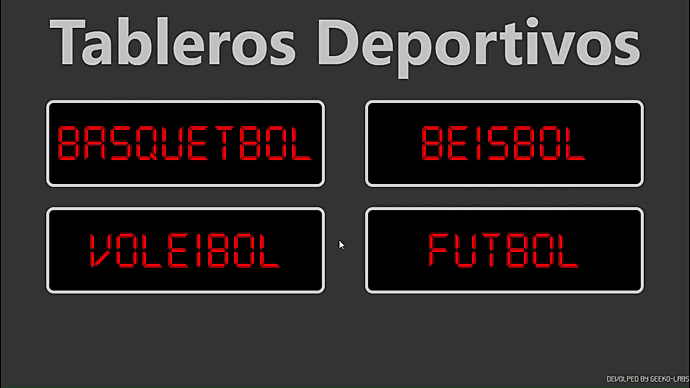 Tableros Deportivos
BASQUETBOL
BEISBOL
VOLEIBOL
FUTBOL
DEVOLPED BY GEEKO-LABS